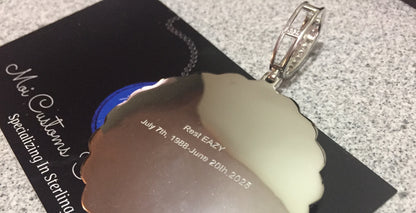 Moi Customs
Specializing In Sterling
Rest EAZY
July 7th, 1988-June 20th, 2025